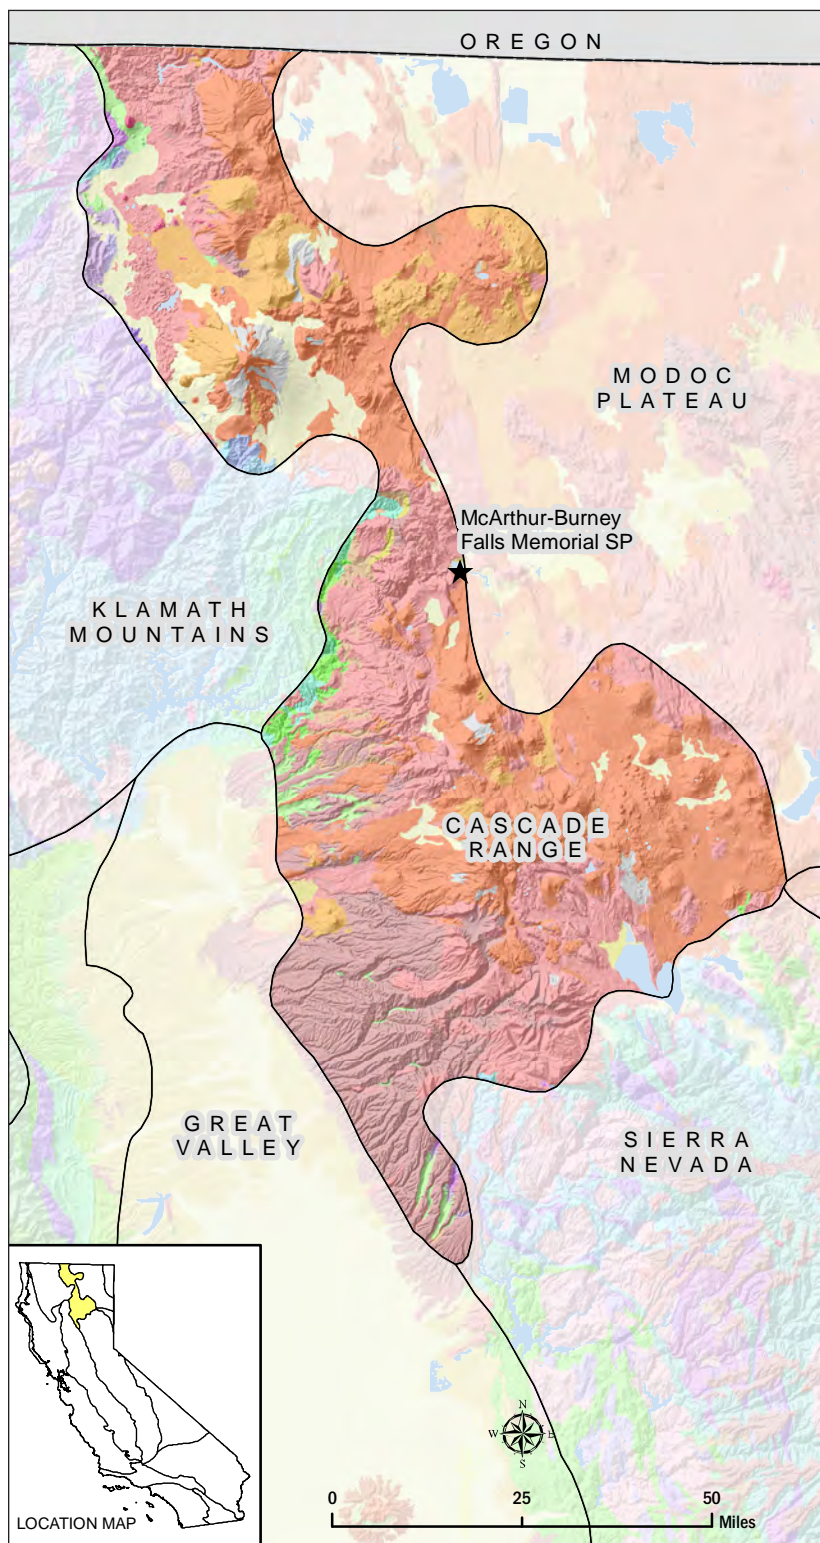 OREGON
MODOC
PLATEAU
McArthur-Burney
Falls Memorial SP
KLAMATH
MOUNTAINS
CASCADE
RANGE
GREAT
VALLEY
SIERRA
NEVADA
N
W E
S
0 25 50
Miles
LOCATION MAP